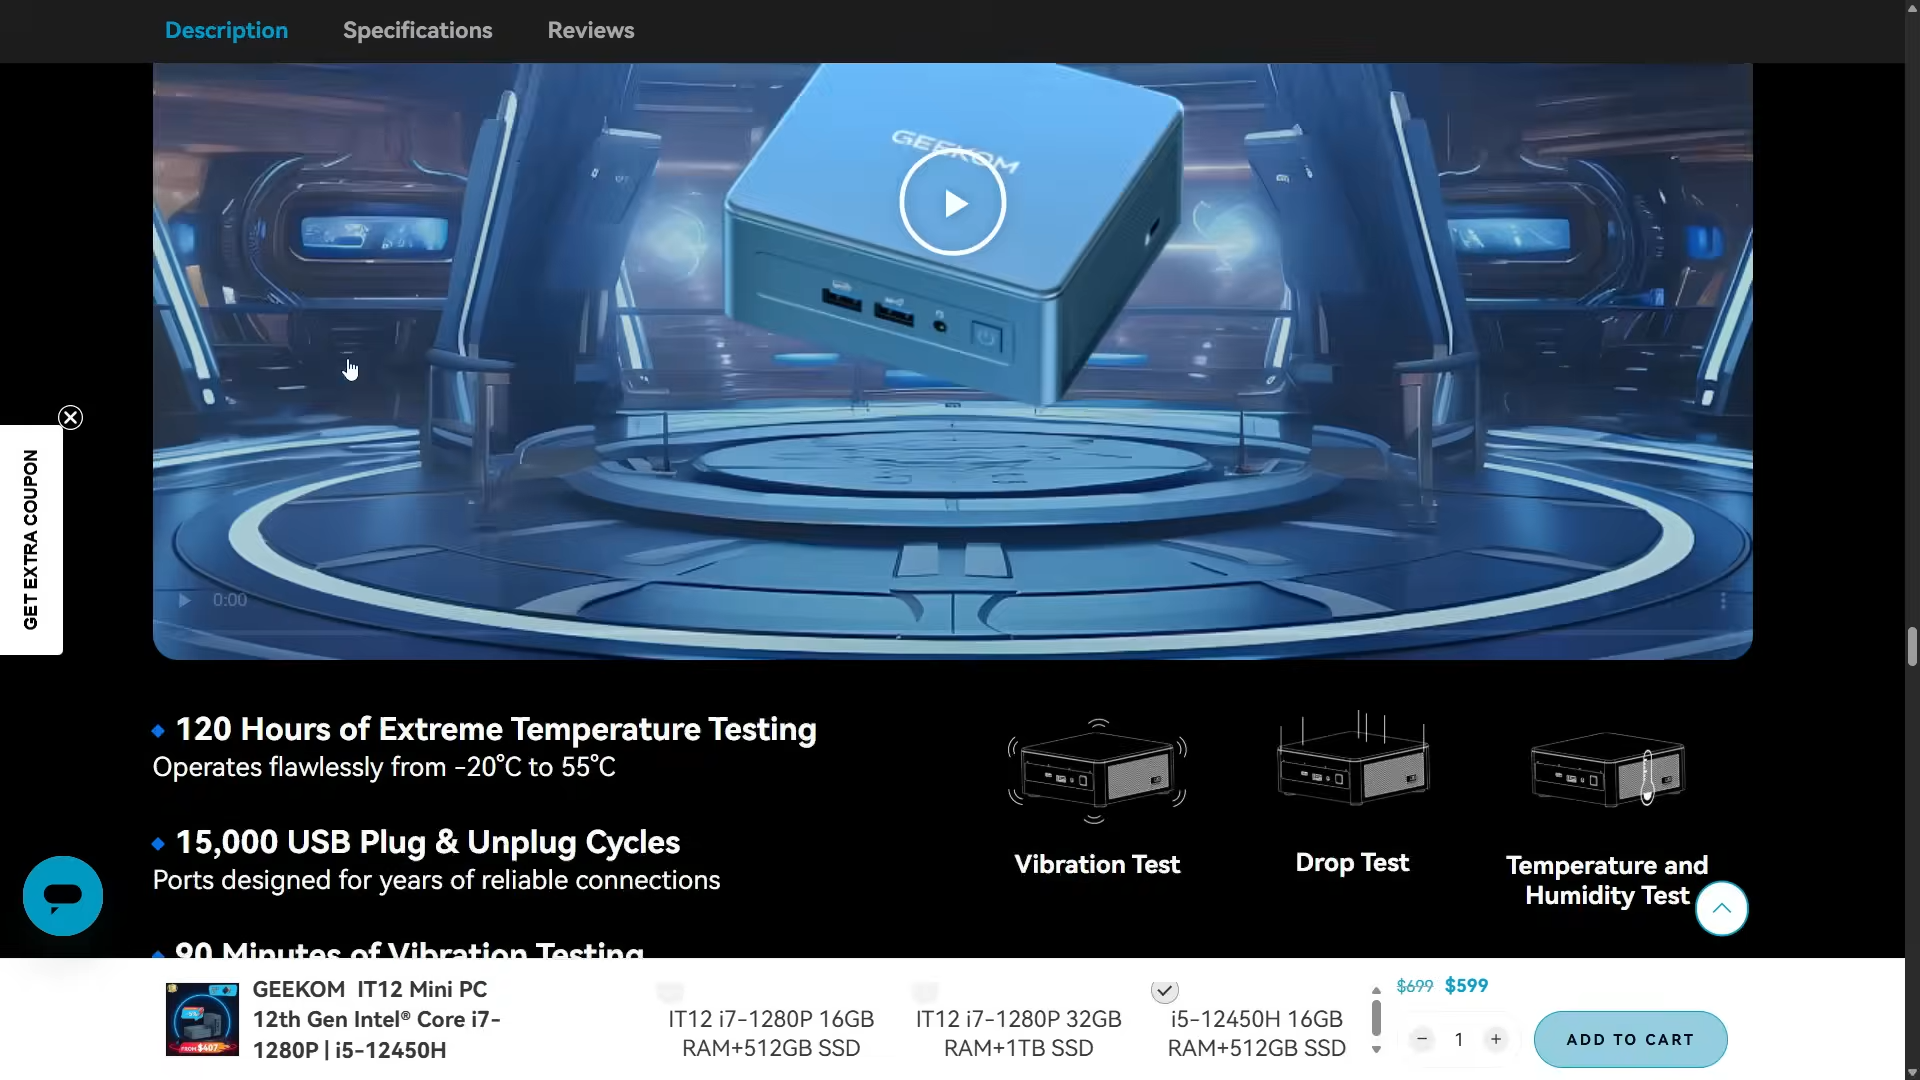 Description Specifications Reviews
GEEKOM
GET EXTRA COUPON
0:00
120 Hours of Extreme Temperature Testing
Operates flawlessly from -20°C to 55°C
15,000 USB Plug & Unplug Cycles
Ports designed for years of reliable connections
90 Minutes of Vibration Testing
Vibration Test
Drop Test
Temperature and
Humidity Test
GEEKOM IT12 Mini PC
12th Gen Intel® Core i7-
1280P | i5-12450H
IT12 i7-1280P 16GB
RAM+512GB SSD
IT12 i7-1280P 32GB
RAM+1TB SSD
i5-12450H 16GB
RAM+512GB SSD
$699 $599
− 1 +
ADD TO CART
FROM $407